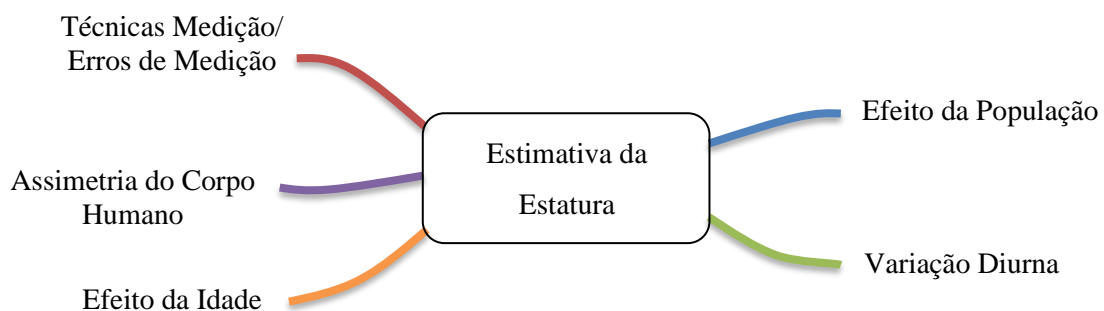 Técnicas Medição/
Erros de Medição
Assimetria do Corpo
Humano
Efeito da Idade
Estimativa da
Estatura
Efeito da População
Variação Diurna